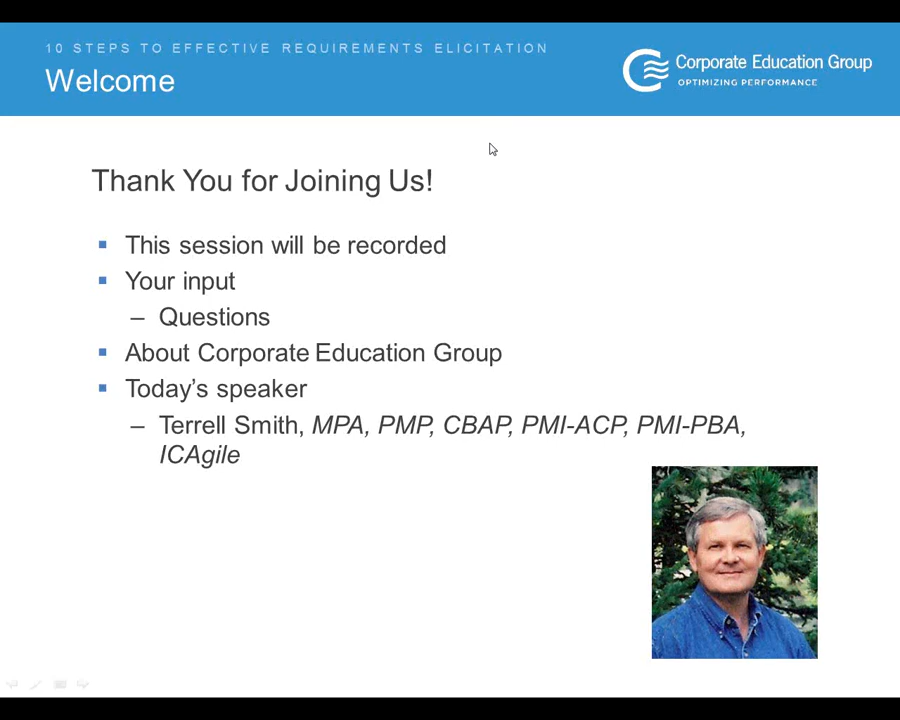 10 STEPS TO EFFECTIVE REQUIREMENTS ELICITATION
Welcome
Corporate Education Group
OPTIMIZING PERFORMANCE
Thank You for Joining Us!
▪ This session will be recorded
▪ Your input
– Questions
▪ About Corporate Education Group
▪ Today’s speaker
– Terrell Smith, MPA, PMP, CBAP, PMI-ACP, PMI-PBA,
ICAgile